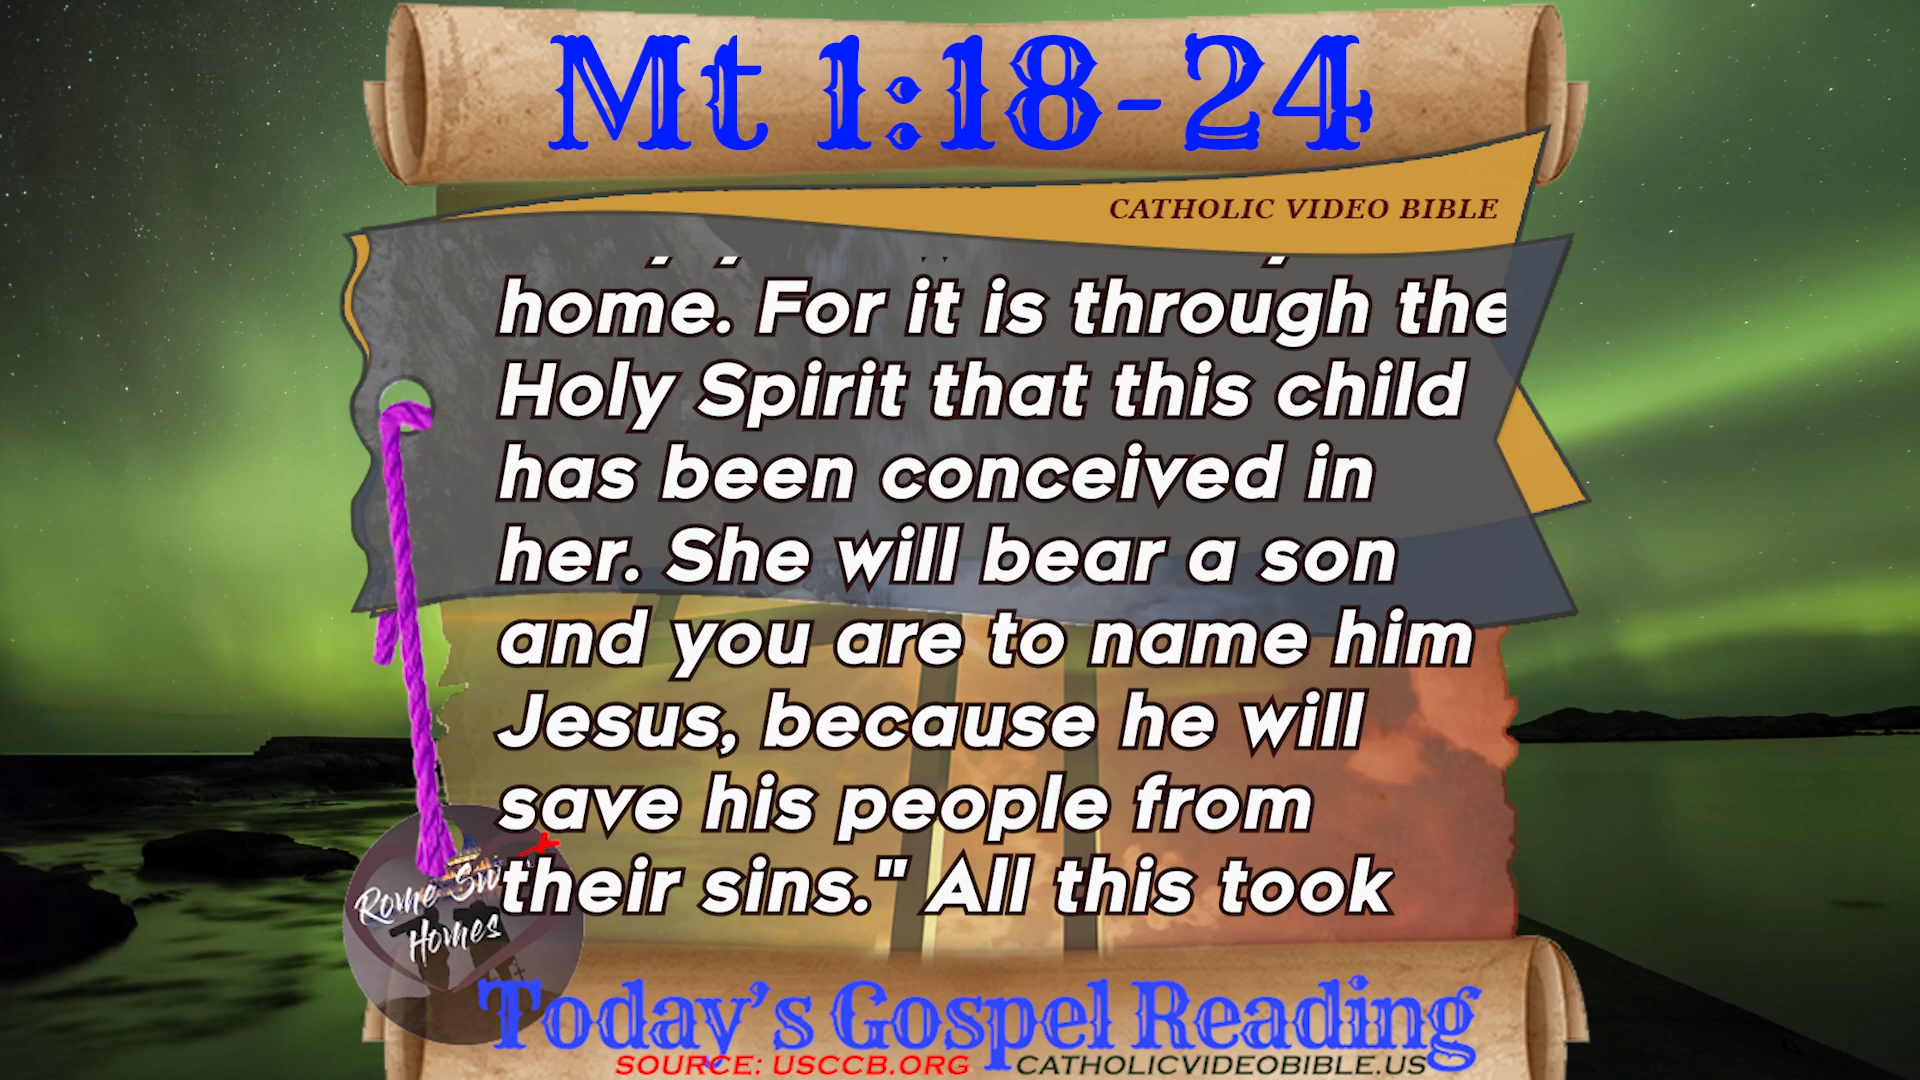 Mt 1:18-24
CATHOLIC VIDEO BIBLE
home. For it is through the
Holy Spirit that this child
has been conceived in
her. She will bear a son
and you are to name him
Jesus, because he will
save his people from
their sins." All this took
Rome Sw
Homes
Today's Gospel Reading
SOURCE: USCCB.ORG CATHOLICVIDEOBIBLE.US